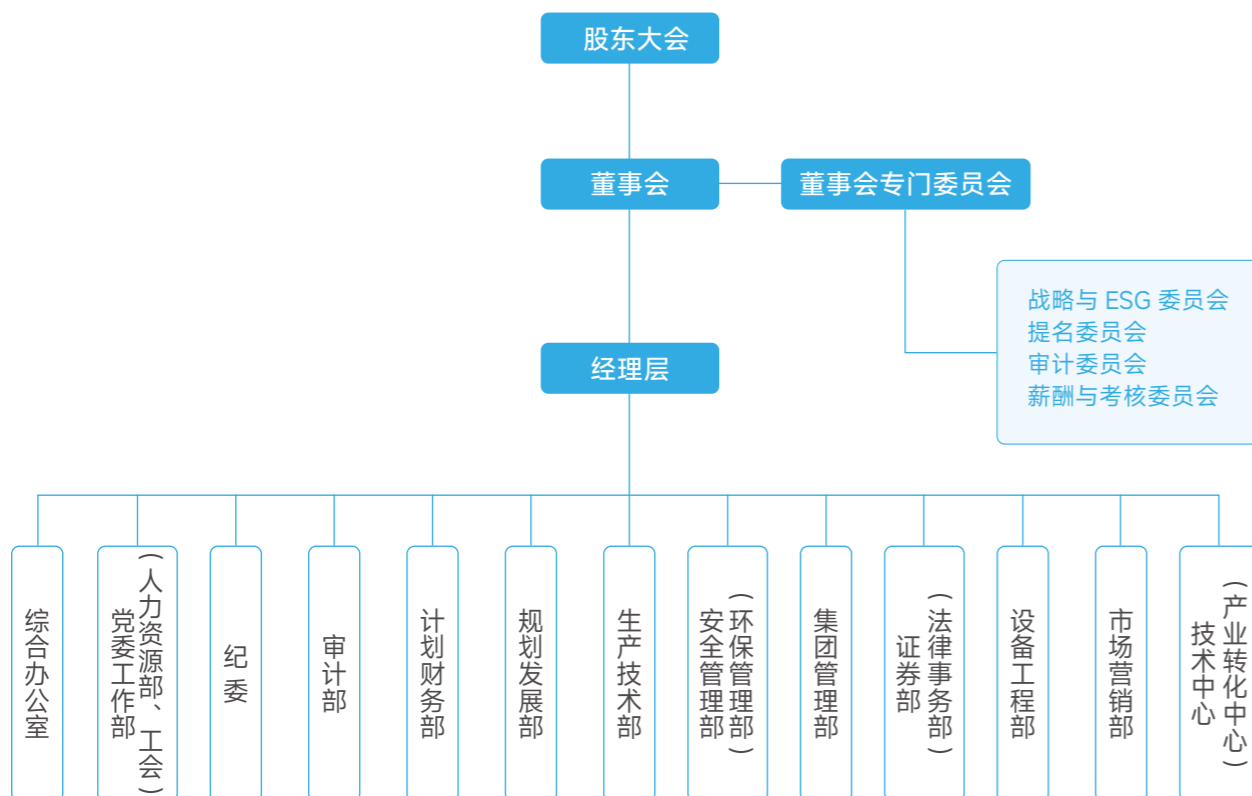 股东大会
董事会
董事会专门委员会
战略与 ESG 委员会
提名委员会
审计委员会
薪酬与考核委员会
经理层
综合办公室
党委工作部
（人力资源部、工会）
纪委
审计部
计划财务部
规划发展部
生产技术部
安全管理部
（环保管理部）
集团管理部
证券部
（法律事务部）
设备工程部
市场营销部
技术中心
（产业转化中心）